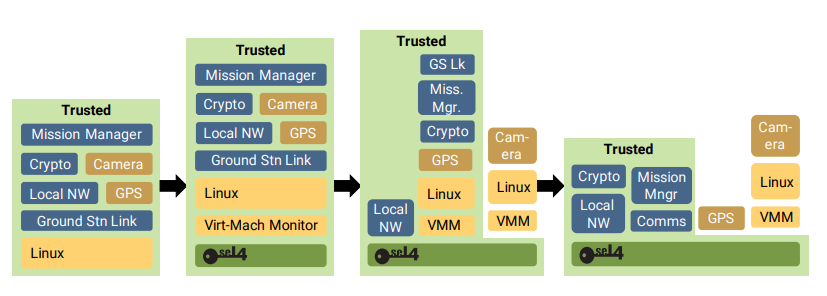 Trusted
Mission Manager
Crypto
Camera
Local NW
GPS
Ground Stn Link
Linux
Trusted
Mission Manager
Crypto
Camera
Local NW
GPS
Ground Stn Link
Linux
Virt-Mach Monitor
seL4
Trusted
GS Lk
Miss.
Mgr.
Crypto
GPS
Linux
Local
NW
VMM
Cam-
era
Linux
VMM
seL4
Trusted
Crypto
Mission
Mngr
Local
NW
Comms
GPS
Cam-
era
Linux
VMM
seL4